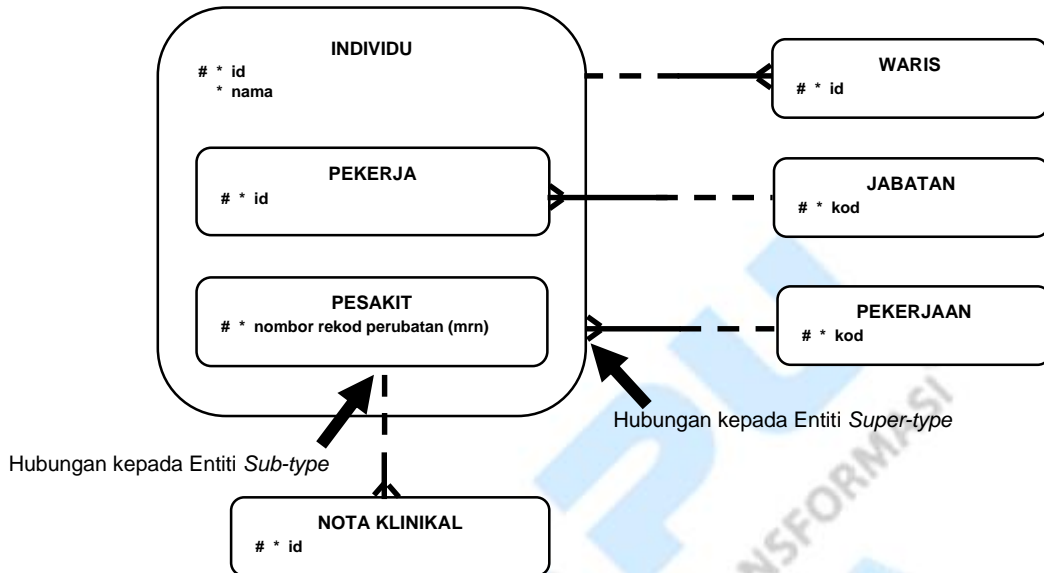 INDIVIDU
# * id
* nama
PEKERJA
# * id
PESAKIT
# * nombor rekod perubatan (mrn)
WARIS
# * id
JABATAN
# * kod
PEKERJAAN
# * kod
Hubungan kepada Entiti Super-type
Hubungan kepada Entiti Sub-type
NOTA KLINIKAL
# * id